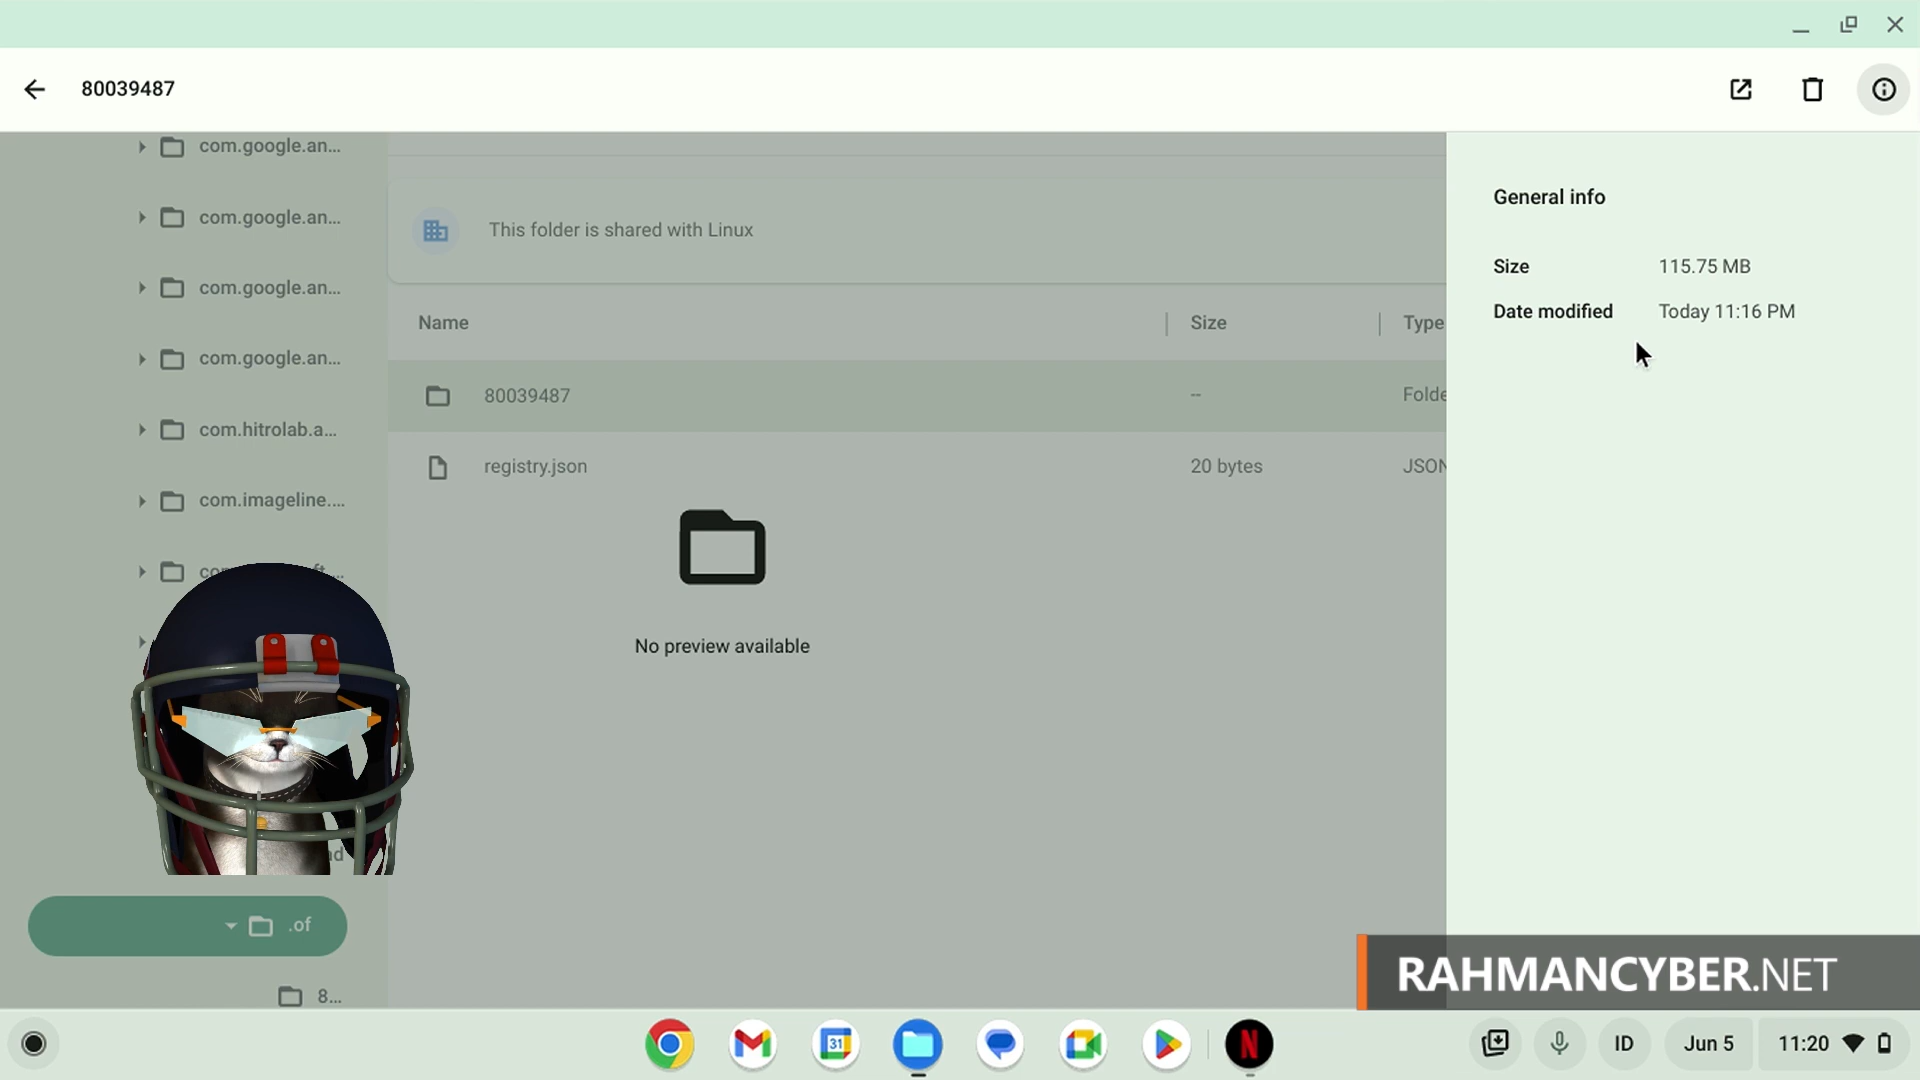 80039487
com.google.an...
com.google.an...
com.google.an...
com.google.an...
com.hitrolab.a...
com.imageline....
.of
8...
This folder is shared with Linux
Name Size Type
80039487 -- Folde
registry.json 20 bytes JSON
No preview available
General info
Size 115.75 MB
Date modified Today 11:16 PM
RAHMANCYBER.NET
31
ID
Jun 5
11:20